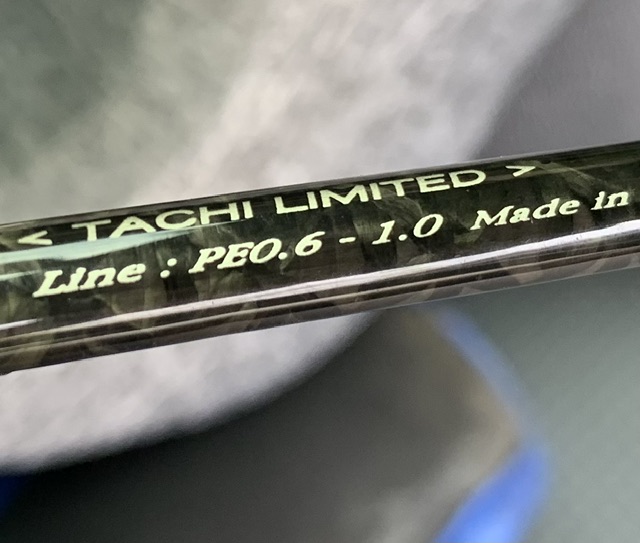 < TACHI LIMITED >
Line : PE0.6 - 1.0 Made in